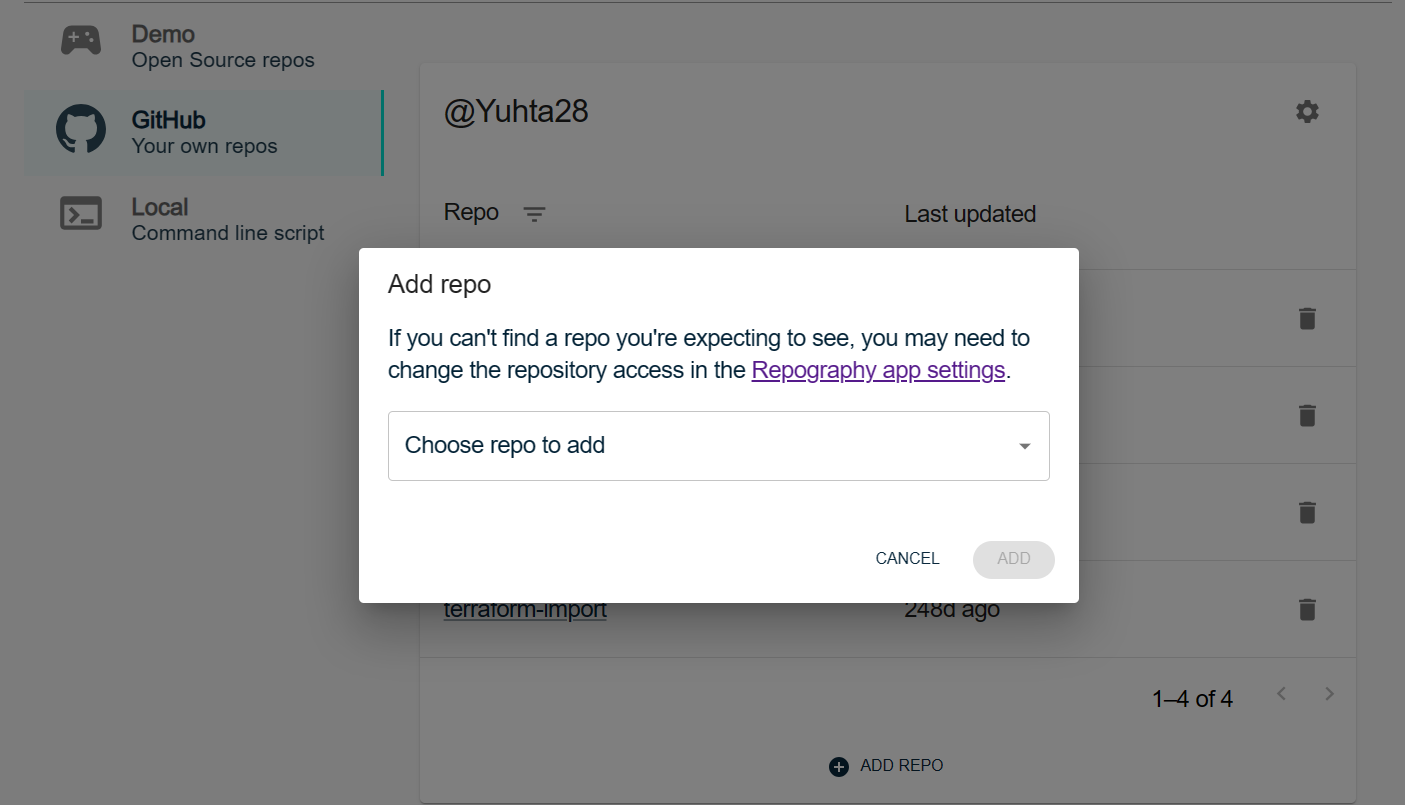 Demo
Open Source repos
GitHub
Your own repos
Local
Command line script
@Yuhta28
Repo
Last updated
Add repo
If you can't find a repo you're expecting to see, you may need to
change the repository access in the Repography app settings.
Choose repo to add
CANCEL
ADD
terraform-import
248d ago
1–4 of 4
ADD REPO